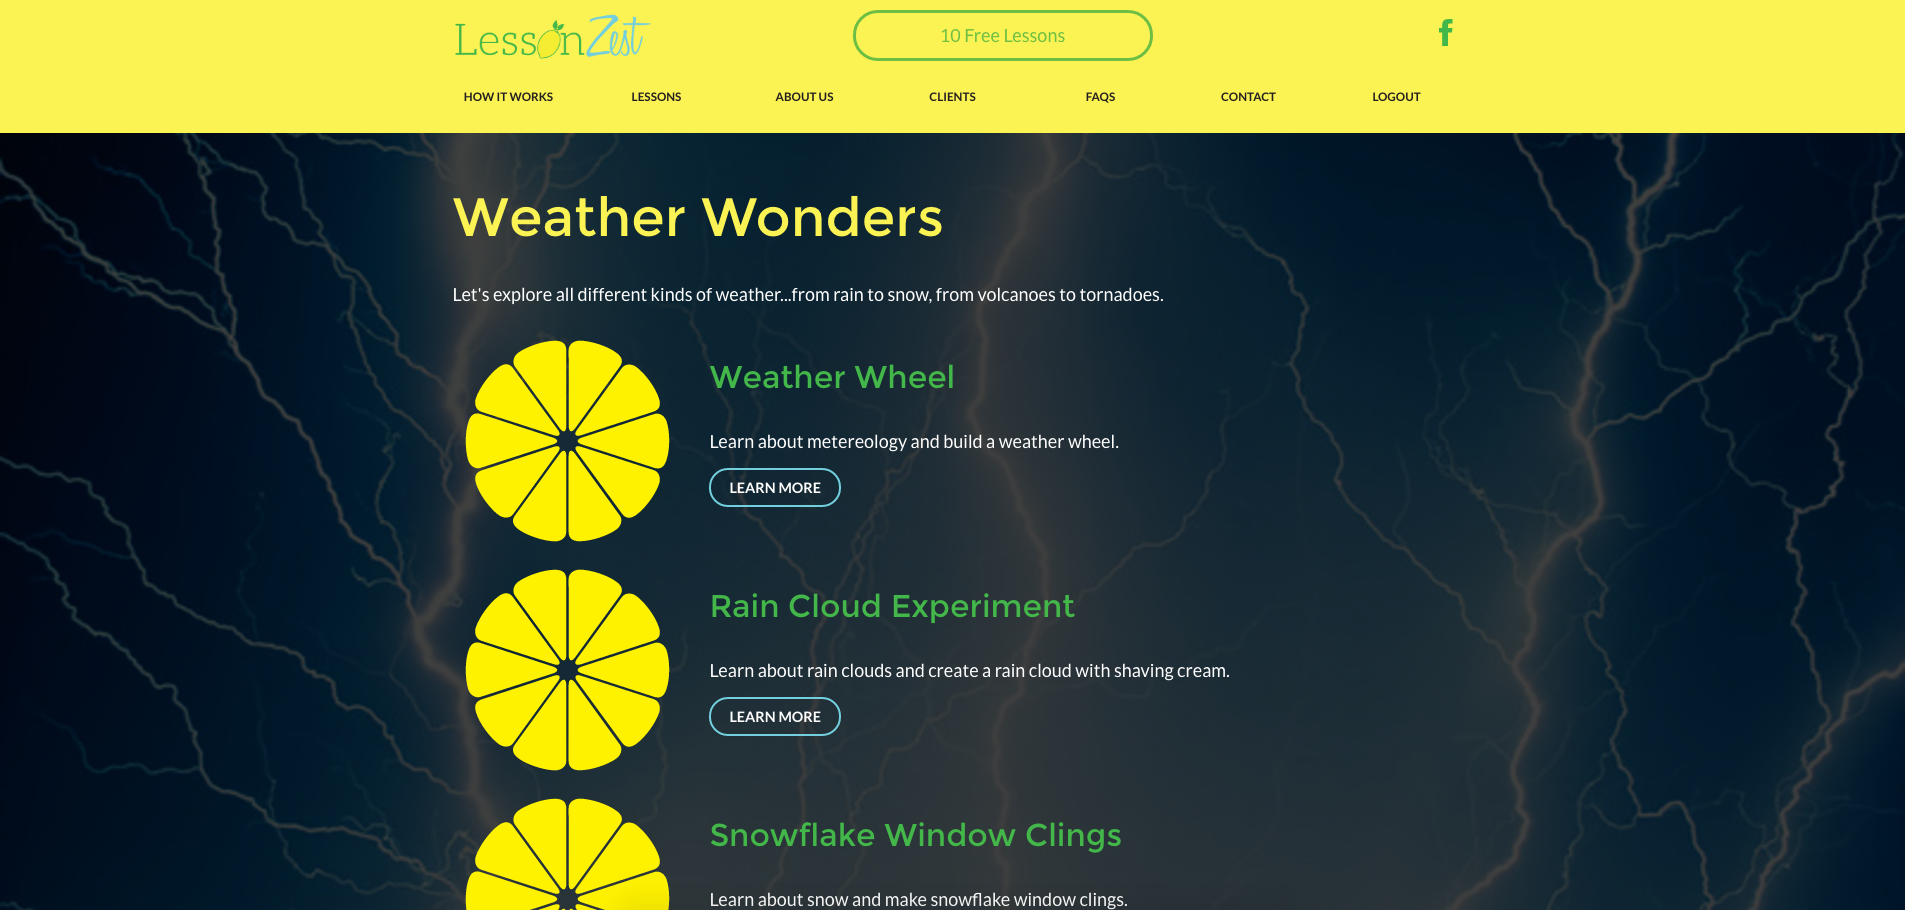 LessonZest
10 Free Lessons
f
HOW IT WORKS
LESSONS
ABOUT US
CLIENTS
FAQS
CONTACT
LOGOUT
Weather Wonders
Let's explore all different kinds of weather...from rain to snow, from volcanoes to tornadoes.
Weather Wheel
Learn about metereology and build a weather wheel.
LEARN MORE
Rain Cloud Experiment
Learn about rain clouds and create a rain cloud with shaving cream.
LEARN MORE
Snowflake Window Clings
Learn about snow and make snowflake window clings.